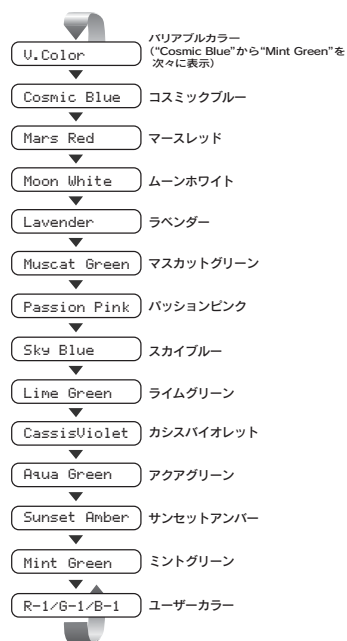 V.Color
バリアブルカラー
(“Cosmic Blue”から“Mint Green”を
次々に表示)
Cosmic Blue コスミックブルー
Mars Red マースレッド
Moon White ムーンホワイト
Lavender ラベンダー
Muscat Green マスカットグリーン
Passion Pink パッションピンク
Sky Blue スカイブルー
Lime Green ライムグリーン
CassisViolet カシスバイオレット
Aqua Green アクアグリーン
Sunset Amber サンセットアンバー
Mint Green ミントグリーン
R-1/G-1/B-1 ユーザーカラー